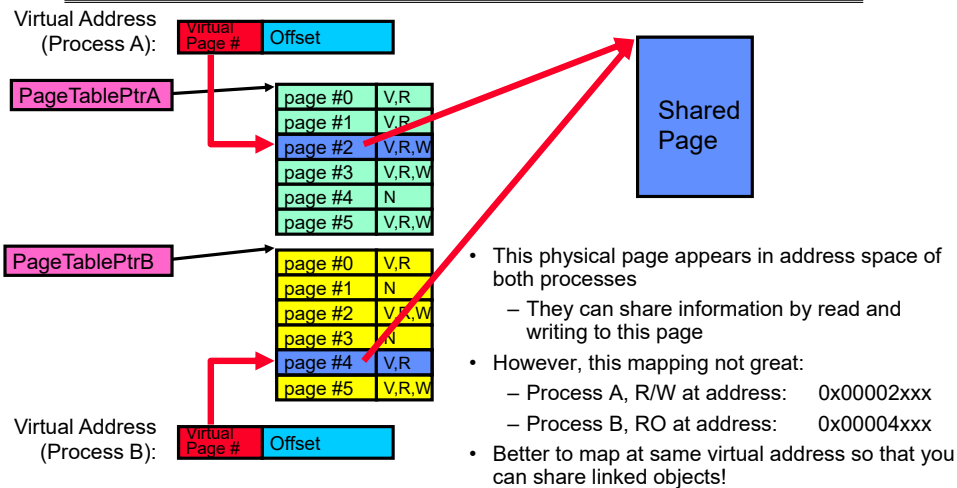 Virtual Address
(Process A):
Virtual
Page #
Offset
PageTablePtrA
page #0 V,R
page #1 V,R
page #2 V,R,W
page #3 V,R,W
page #4 N
page #5 V,R,W
Shared
Page
PageTablePtrB
page #0 V,R
page #1 N
page #2 V,R,W
page #3 N
page #4 V,R
page #5 V,R,W
Virtual Address
(Process B):
Virtual
Page #
Offset
• This physical page appears in address space of
both processes
– They can share information by read and
writing to this page
• However, this mapping not great:
– Process A, R/W at address: 0x00002xxx
– Process B, RO at address: 0x00004xxx
• Better to map at same virtual address so that you
can share linked objects!